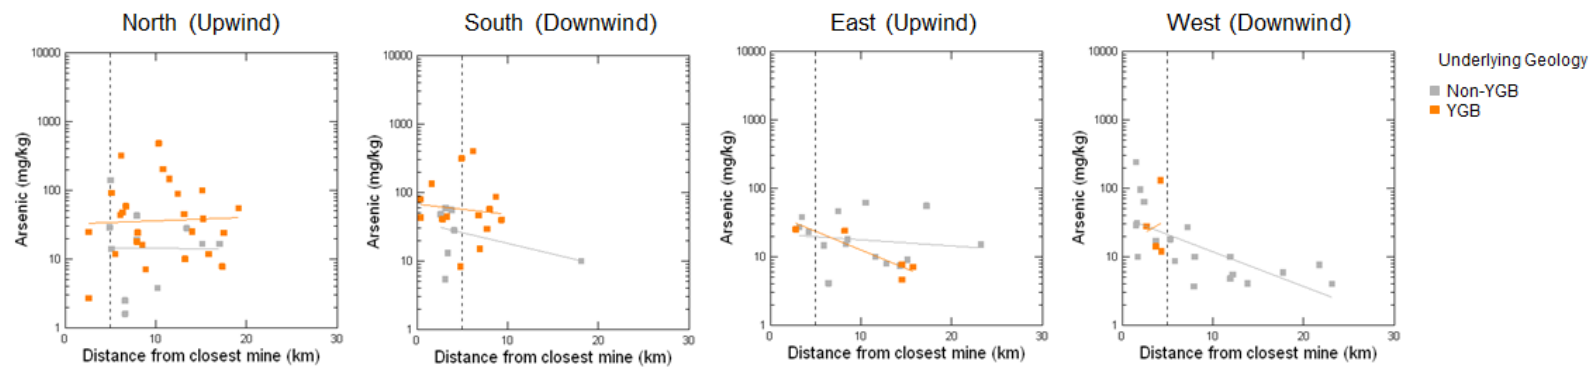 North (Upwind)
South (Downwind)
East (Upwind)
West (Downwind)
Underlying Geology
Non-YGB
YGB
Arsenic (mg/kg)
10000
1000
100
10
1
0
10
20
30
Distance from closest mine (km)
Arsenic (mg/kg)
10000
1000
100
10
1
0
10
20
30
Distance from closest mine (km)
Arsenic (mg/kg)
10000
1000
100
10
1
0
10
20
30
Distance from closest mine (km)
Arsenic (mg/kg)
10000
1000
100
10
1
0
10
20
30
Distance from closest mine (km)